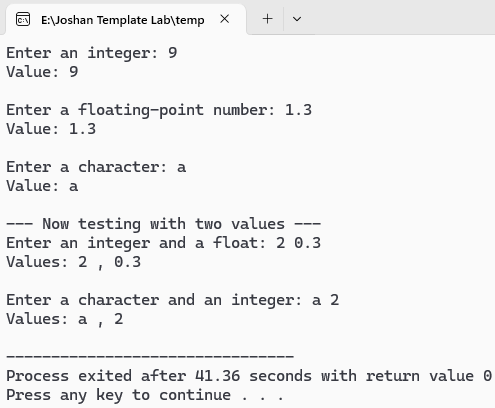 E:\Joshan Template Lab\temp
Enter an integer: 9
Value: 9
Enter a floating-point number: 1.3
Value: 1.3
Enter a character: a
Value: a
--- Now testing with two values ---
Enter an integer and a float: 2 0.3
Values: 2 , 0.3
Enter a character and an integer: a 2
Values: a , 2
--------------------------------
Process exited after 41.36 seconds with return value 0
Press any key to continue . . .